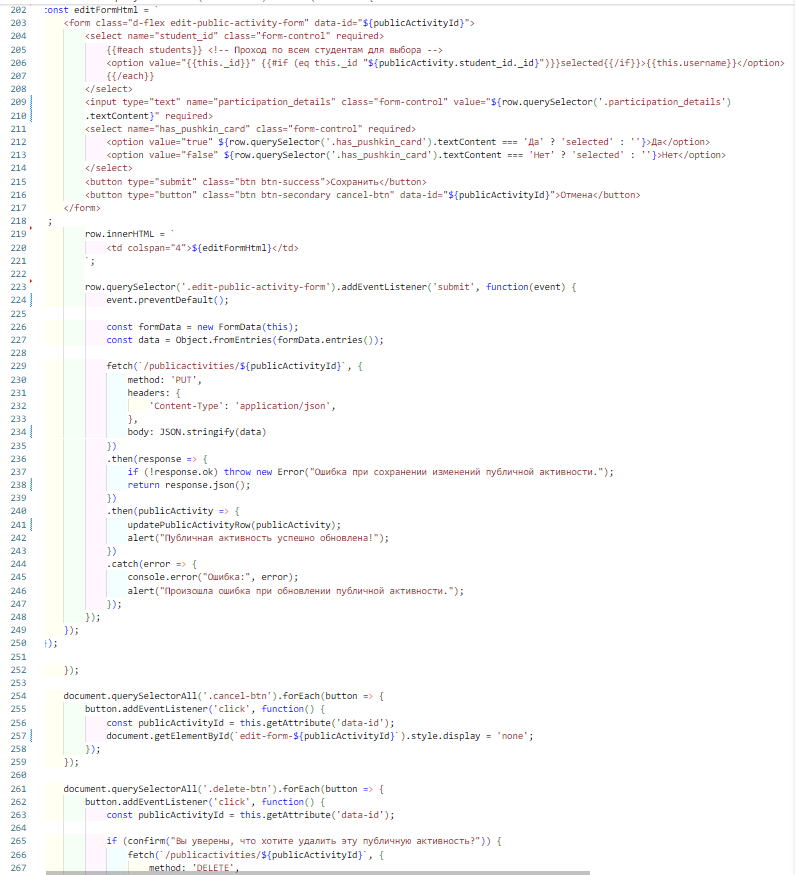 202 const editFormHtml = `
203 <form class="d-flex edit-public-activity-form" data-id="${publicActivityId}">
204 <select name="student_id" class="form-control" required>
205 {{#each students}} <!-- Проход по всем студентам для выбора -->
206 <option value="{{this._id}}" {{#if (eq this._id "${publicActivity.student_id._id}")}}selected{{/if}}>{{this.username}}</option>
207 {{/each}}
208 </select>
209 <input type="text" name="participation_details" class="form-control" value="${row.querySelector('.participation_details')
210 .textContent}" required>
211 <select name="has_pushkin_card" class="form-control" required>
212 <option value="true" ${row.querySelector('.has_pushkin_card').textContent === 'Да' ? 'selected' : ''}>Да</option>
213 <option value="false" ${row.querySelector('.has_pushkin_card').textContent === 'Нет' ? 'selected' : ''}>Нет</option>
214 </select>
215 <button type="submit" class="btn btn-success">Сохранить</button>
216 <button type="button" class="btn btn-secondary cancel-btn" data-id="${publicActivityId}">Отмена</button>
217 </form>
218 ;
219 row.innerHTML = `
220 <td colspan="4">${editFormHtml}</td>
221 `;
222
223 row.querySelector('.edit-public-activity-form').addEventListener('submit', function(event) {
224 event.preventDefault();
225
226 const formData = new FormData(this);
227 const data = Object.fromEntries(formData.entries());
228
229 fetch(`/publicactivities/${publicActivityId}`, {
230 method: 'PUT',
231 headers: {
232 'Content-Type': 'application/json',
233 },
234 body: JSON.stringify(data)
235 })
236 .then(response => {
237 if (!response.ok) throw new Error("Ошибка при сохранении изменений публичной активности.");
238 return response.json();
239 })
240 .then(publicActivity => {
241 updatePublicActivityRow(publicActivity);
242 alert("Публичная активность успешно обновлена!");
243 })
244 .catch(error => {
245 console.error("Ошибка:", error);
246 alert("Произошла ошибка при обновлении публичной активности.");
247 });
248 });
249 });
250 });
251
252 });
253
254 document.querySelectorAll('.cancel-btn').forEach(button => {
255 button.addEventListener('click', function() {
256 const publicActivityId = this.getAttribute('data-id');
257 document.getElementById(`edit-form-${publicActivityId}`).style.display = 'none';
258 });
259 });
260
261 document.querySelectorAll('.delete-btn').forEach(button => {
262 button.addEventListener('click', function() {
263 const publicActivityId = this.getAttribute('data-id');
264
265 if (confirm("Вы уверены, что хотите удалить эту публичную активность?")) {
266 fetch(`/publicactivities/${publicActivityId}`, {
267 method: 'DELETE',